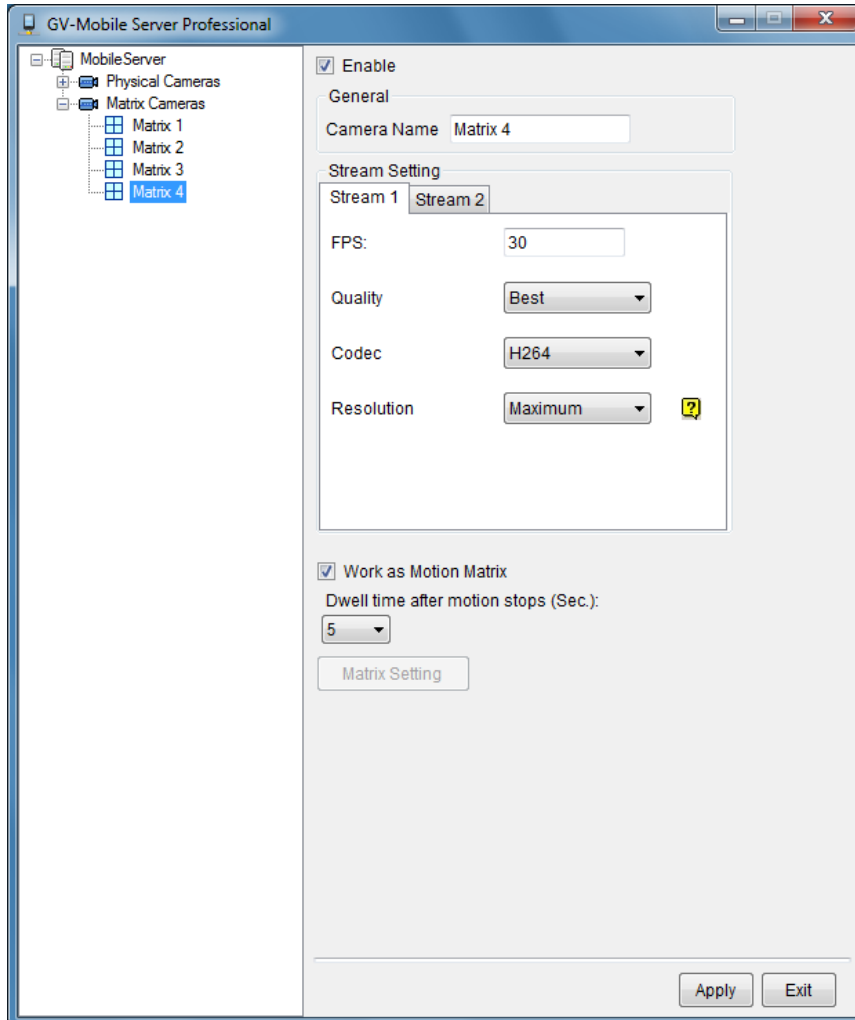 GV-Mobile Server Professional
MobileServer
Physical Cameras
Matrix Cameras
Matrix 1
Matrix 2
Matrix 3
Matrix 4
Enable
General
Camera Name Matrix 4
Stream Setting
Stream 1 Stream 2
FPS: 30
Quality Best
Codec H264
Resolution Maximum ?
Work as Motion Matrix
Dwell time after motion stops (Sec.):
5
Matrix Setting
Apply Exit